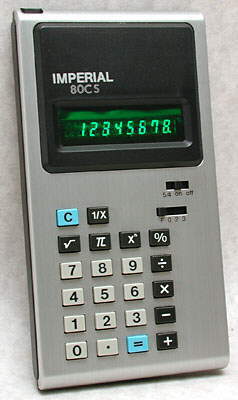 IMPERIAL
80CS
12345678.
5/4 on off
F 0 2 3
C 1/X
√ π Xⁿ %
7 8 9 ÷
4 5 6 ×
1 2 3 −
0 . = +